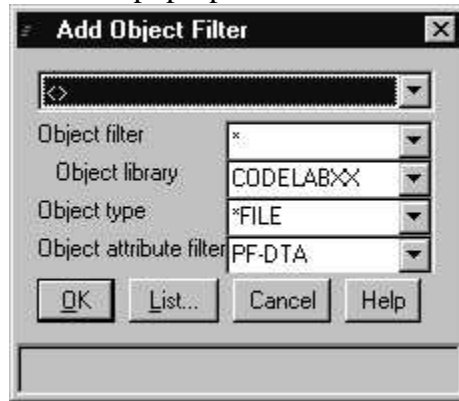 Add Object Filter
<>
Object filter *
Object library CODELABXX
Object type *FILE
Object attribute filter PF-DTA
OK List... Cancel Help